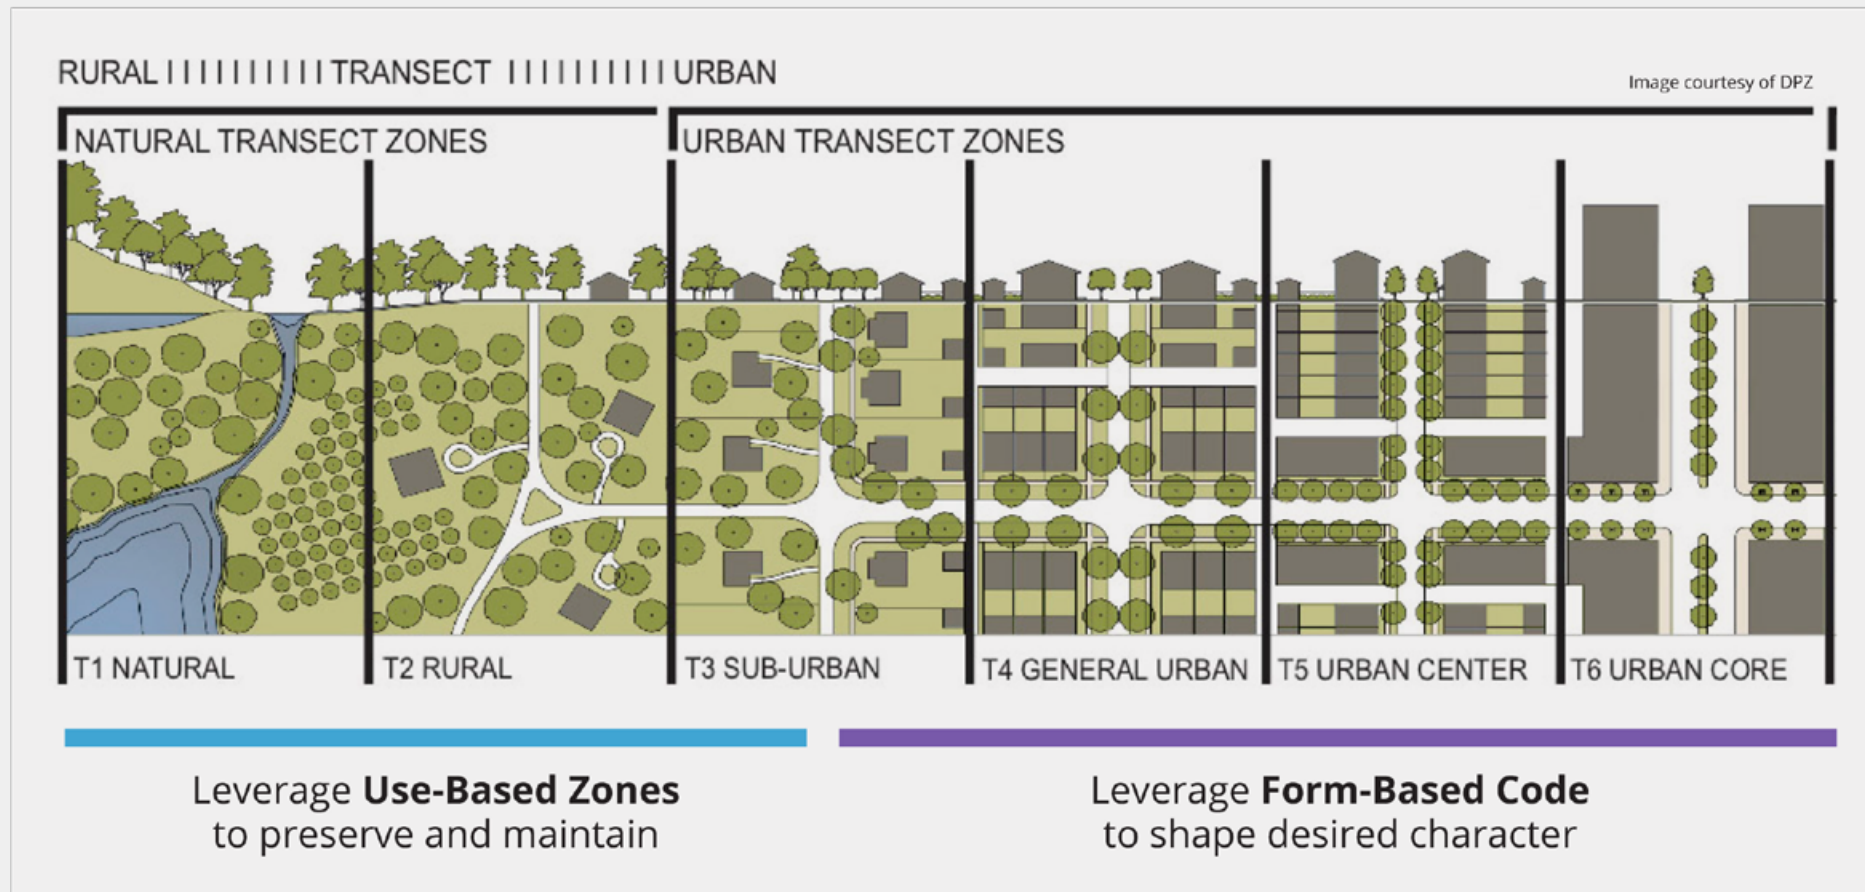 RURAL | | | | | | | | | | TRANSECT | | | | | | | | | | URBAN
Image courtesy of DPZ
NATURAL TRANSECT ZONES
URBAN TRANSECT ZONES
T1 NATURAL
T2 RURAL
T3 SUB-URBAN
T4 GENERAL URBAN
T5 URBAN CENTER
T6 URBAN CORE
Leverage Use-Based Zones
to preserve and maintain
Leverage Form-Based Code
to shape desired character